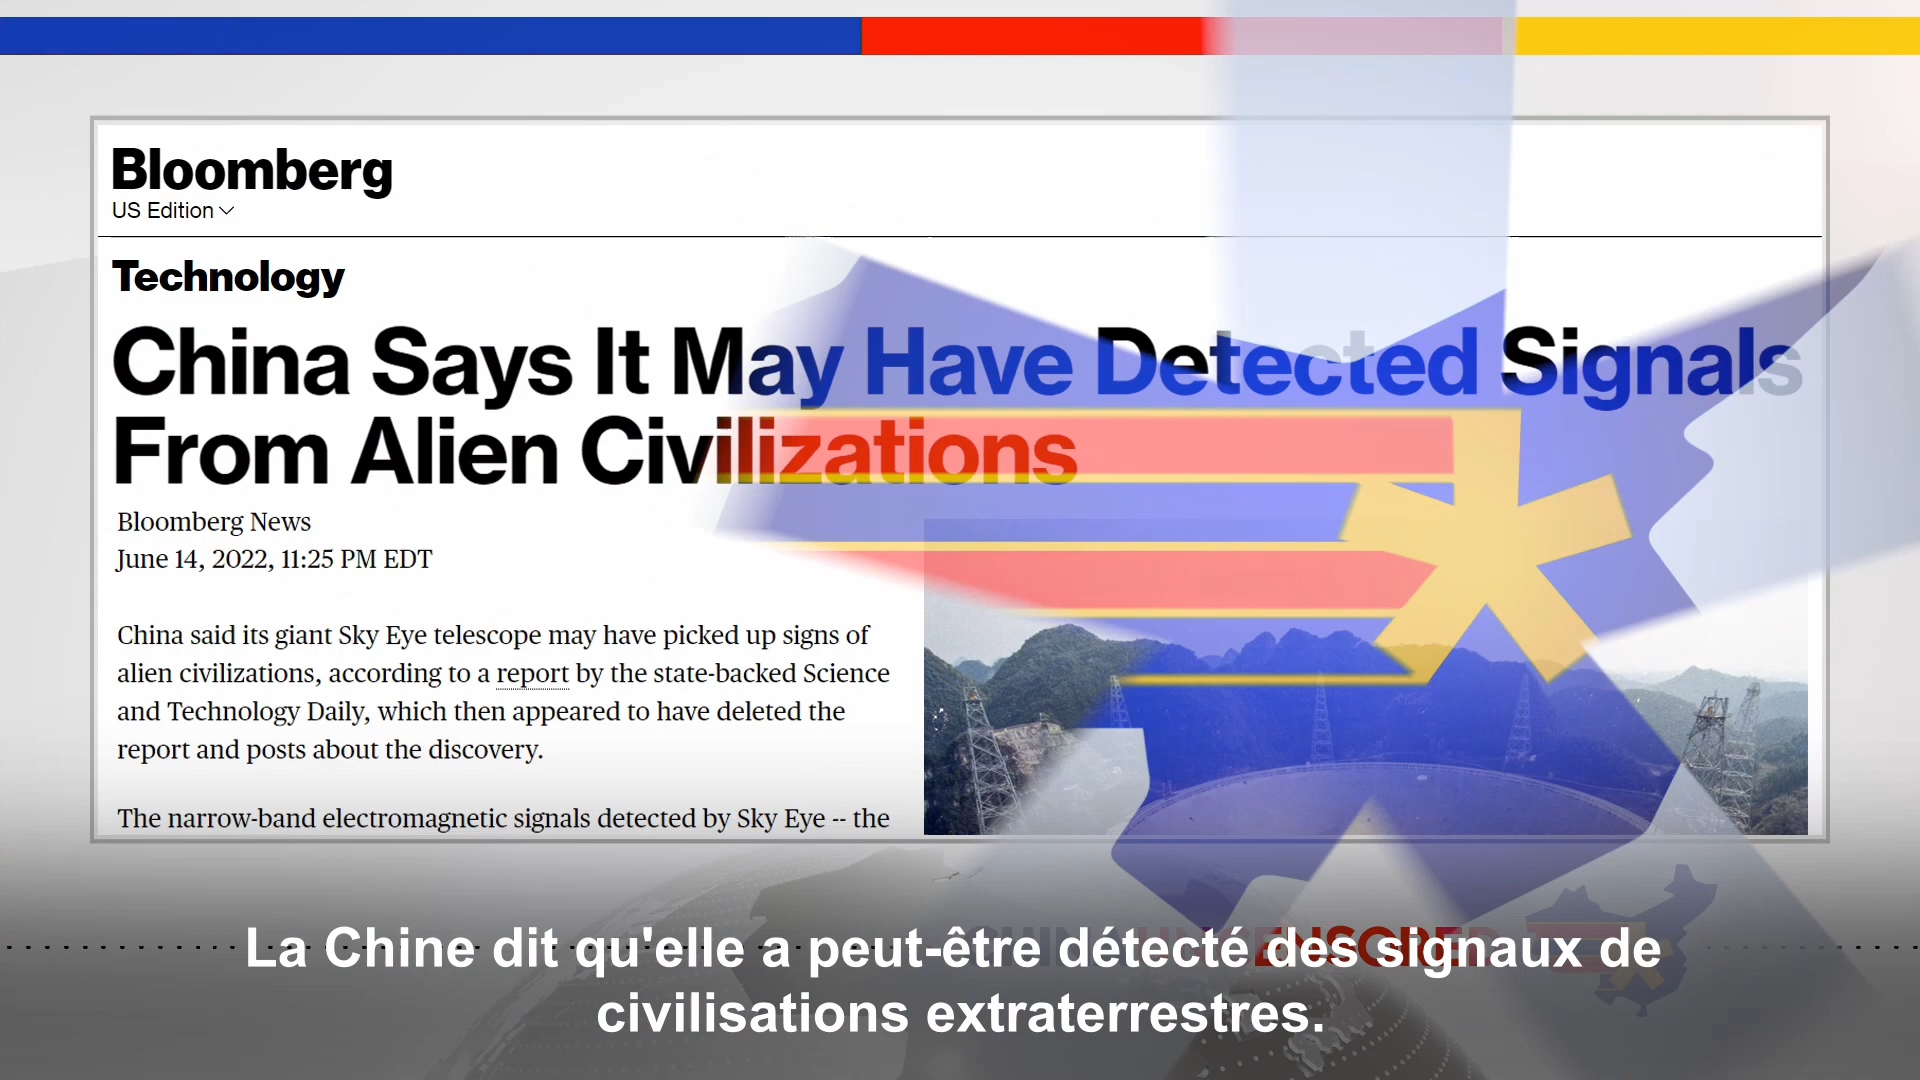 Bloomberg
US Edition
Technology
China Says It May Have Detected Signals
From Alien Civilizations
Bloomberg News
June 14, 2022, 11:25 PM EDT
China said its giant Sky Eye telescope may have picked up signs of
alien civilizations, according to a report by the state-backed Science
and Technology Daily, which then appeared to have deleted the
report and posts about the discovery.
The narrow-band electromagnetic signals detected by Sky Eye -- the
La Chine dit qu'elle a peut-être détecté des signaux de
civilisations extraterrestres.